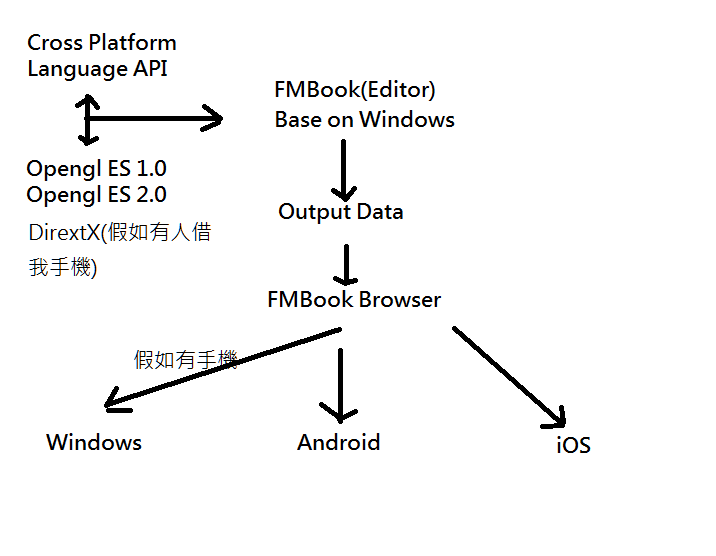 Cross Platform
Language API
FMBook(Editor)
Base on Windows
Opengl ES 1.0
Opengl ES 2.0
DirextX(假如有人借
我手機)
Output Data
FMBook Browser
假如有手機
Windows
Android
iOS